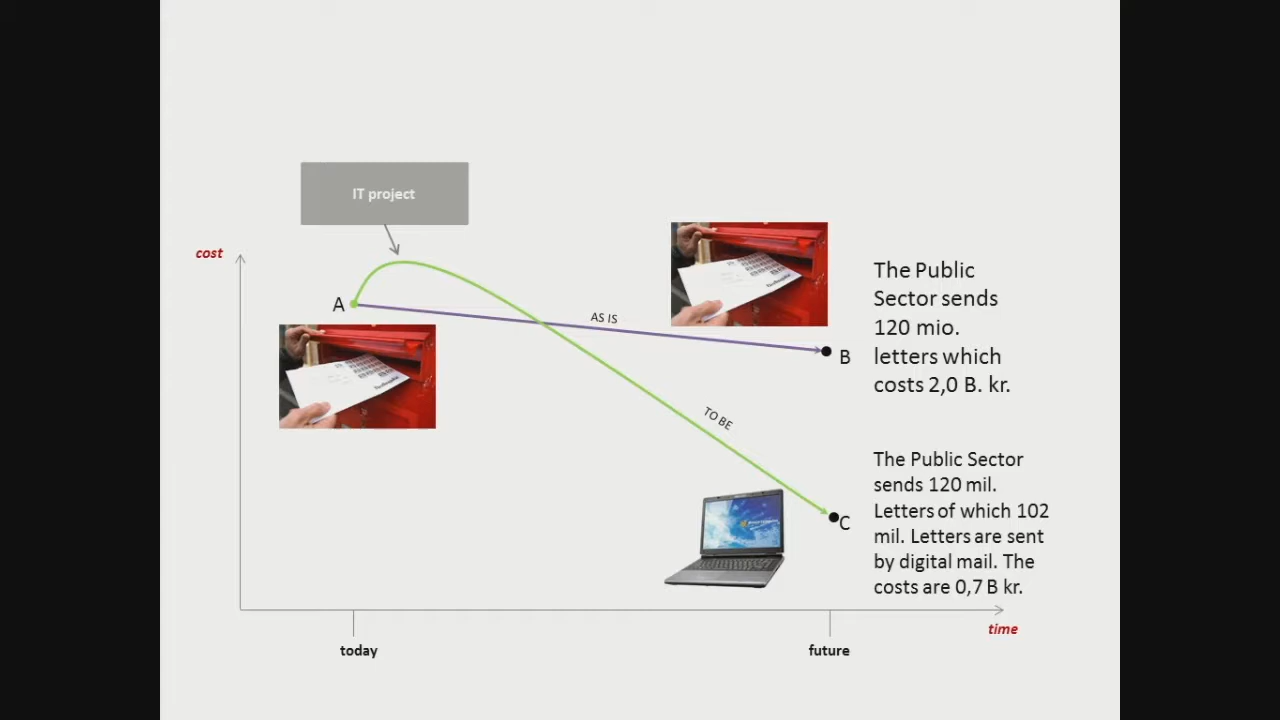 IT project
cost
A
AS IS
B
The Public
Sector sends
120 mio.
letters which
costs 2,0 B. kr.
TO BE
C
The Public Sector
sends 120 mil.
Letters of which 102
mil. Letters are sent
by digital mail. The
costs are 0,7 B kr.
time
today
future